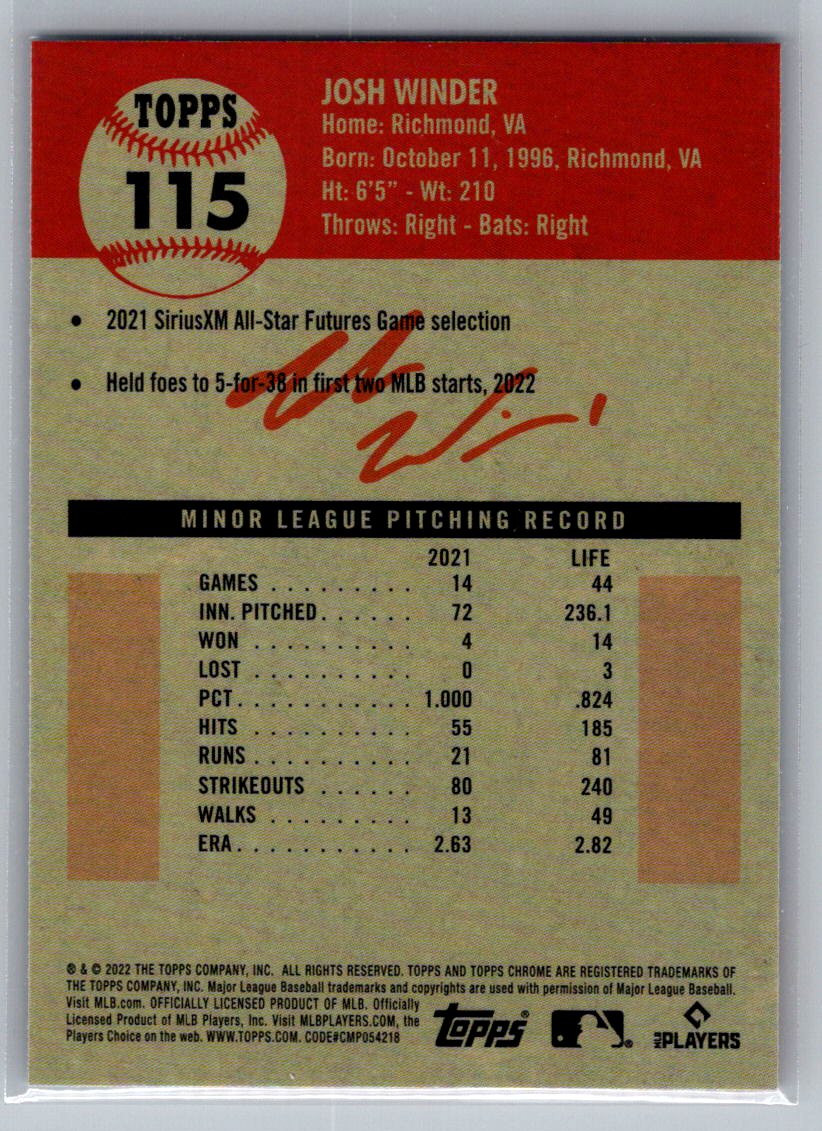 TOPPS
115
JOSH WINDER
Home: Richmond, VA
Born: October 11, 1996, Richmond, VA
Ht: 6'5" - Wt: 210
Throws: Right - Bats: Right
• 2021 SiriusXM All-Star Futures Game selection
• Held foes to 5-for-38 in first two MLB starts, 2022
MINOR LEAGUE PITCHING RECORD
2021 LIFE
GAMES . . . . . . . . . . 14 44
INN. PITCHED . . . . . . 72 236.1
WON . . . . . . . . . . 4 14
LOST . . . . . . . . . . 0 3
PCT . . . . . . . . . . . 1.000 .824
HITS . . . . . . . . . . 55 185
RUNS . . . . . . . . . . 21 81
STRIKEOUTS . . . . . . 80 240
WALKS . . . . . . . . . 13 49
ERA . . . . . . . . . . . 2.63 2.82
® & © 2022 THE TOPPS COMPANY, INC. ALL RIGHTS RESERVED. TOPPS AND TOPPS CHROME ARE REGISTERED TRADEMARKS OF
THE TOPPS COMPANY, INC. Major League Baseball trademarks and copyrights are used with permission of Major League Baseball.
Visit MLB.com. OFFICIALLY LICENSED PRODUCT OF MLB. Officially
Licensed Product of MLB Players, Inc. Visit MLBPLAYERS.COM, the
Players Choice on the web. WWW.TOPPS.COM. CODE#CMP054218
topps®
MLB PLAYERS